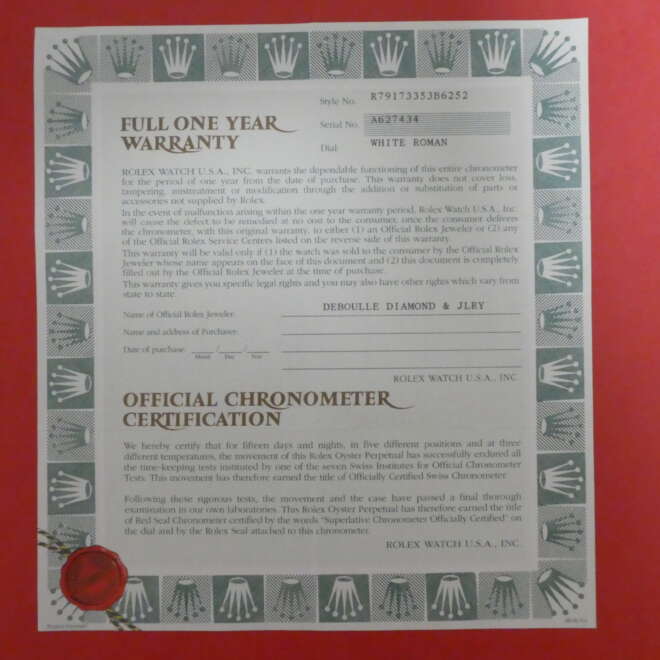 Style No. R79173353B6252
FULL ONE YEAR Serial No. A627434
WARRANTY Dial WHITE ROMAN
ROLEX WATCH U.S.A., INC. warrants the dependable functioning of this entire chronometer
for the period of one year from the date of purchase. This warranty does not cover loss,
tampering, mistreatment or modification through the addition or substitution of parts or
accessories not supplied by Rolex.
In the event of malfunction arising within the one year warranty period, Rolex Watch U.S.A., Inc.
will cause the defect to be remedied at no cost to the consumer, once the consumer delivers
the chronometer, with this original warranty, to either (1) an Official Rolex Jeweler or (2) any
of the Official Rolex Service Centers listed on the reverse side of this warranty.
This warranty will be valid only if (1) the watch was sold to the consumer by the Official Rolex
Jeweler whose name appears on the face of this document and (2) this document is completely
filled out by the Official Rolex Jeweler at the time of purchase.
This warranty gives you specific legal rights and you may also have other rights which vary from
state to state.
Name of Official Rolex Jeweler: DEBOULLE DIAMOND & JLRY
Name and address of Purchaser:
Date of purchase: / /
Month Day Year
ROLEX WATCH U.S.A., INC.
OFFICIAL CHRONOMETER
CERTIFICATION
We hereby certify that for fifteen days and nights, in five different positions and at three
different temperatures, the movement of this Rolex Oyster Perpetual has successfully endured all
the time-keeping tests instituted by one of the seven Swiss Institutes for Official Chronometer
Tests. This movement has therefore earned the title of Officially Certified Swiss Chronometer.
Following these rigorous tests, the movement and the case have passed a final thorough
examination in our own laboratories. This Rolex Oyster Perpetual has therefore earned the title
of Red Seal Chronometer certified by the words "Superlative Chronometer Officially Certified" on
the dial and by the Rolex Seal attached to this chronometer.
ROLEX WATCH U.S.A., INC.